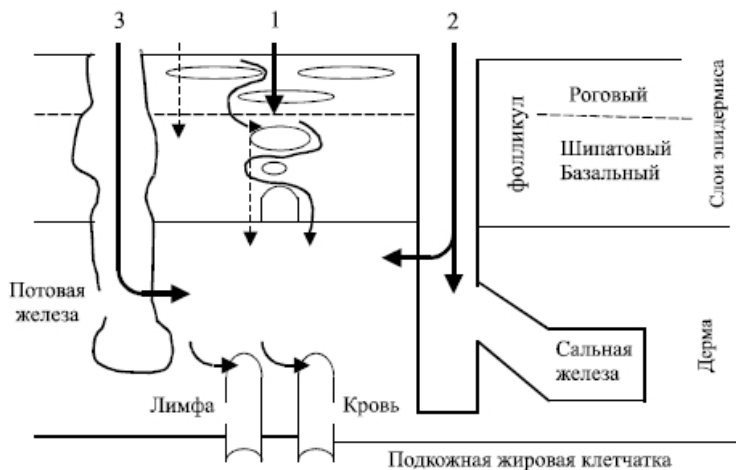 3
1
2
фолликул
Роговый
Шипатовый
Базальный
Слои эпидермиса
Потовая
железа
Сальная
железа
Дерма
Лимфа
Кровь
Подкожная жировая клетчатка